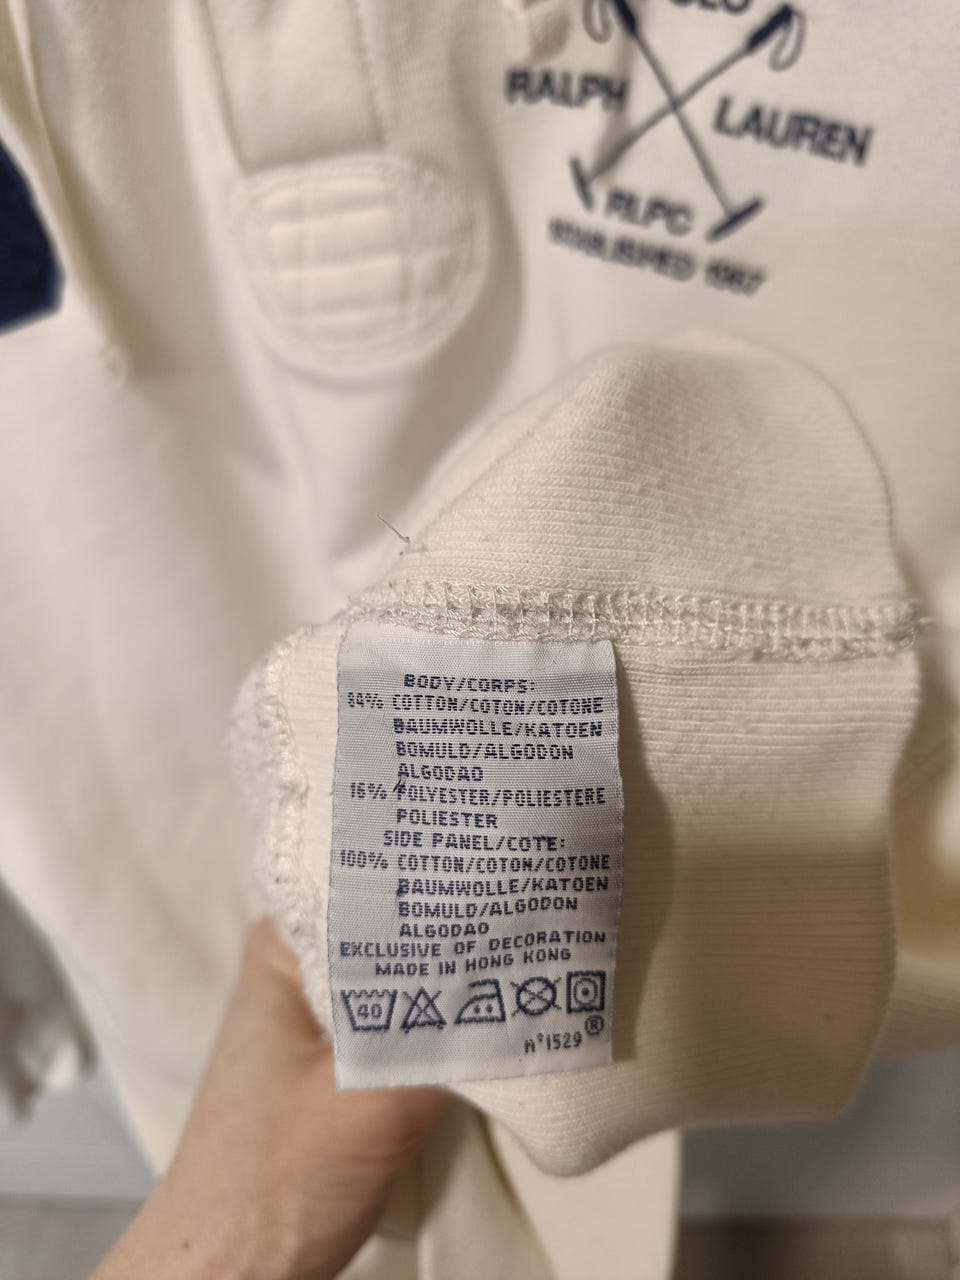 RALPH LAUREN
RLPC
ESTABLISHED 1967
BODY/CORPS:
84% COTTON/COTON/COTONE
BAUMWOLLE/KATOEN
BOMULD/ALGODON
ALGODAO
16% POLYESTER/POLIESTERE
POLIESTER
SIDE PANEL/COTE:
100% COTTON/COTON/COTONE
BAUMWOLLE/KATOEN
BOMULD/ALGODON
ALGODAO
EXCLUSIVE OF DECORATION
MADE IN HONG KONG
40
n°1529®